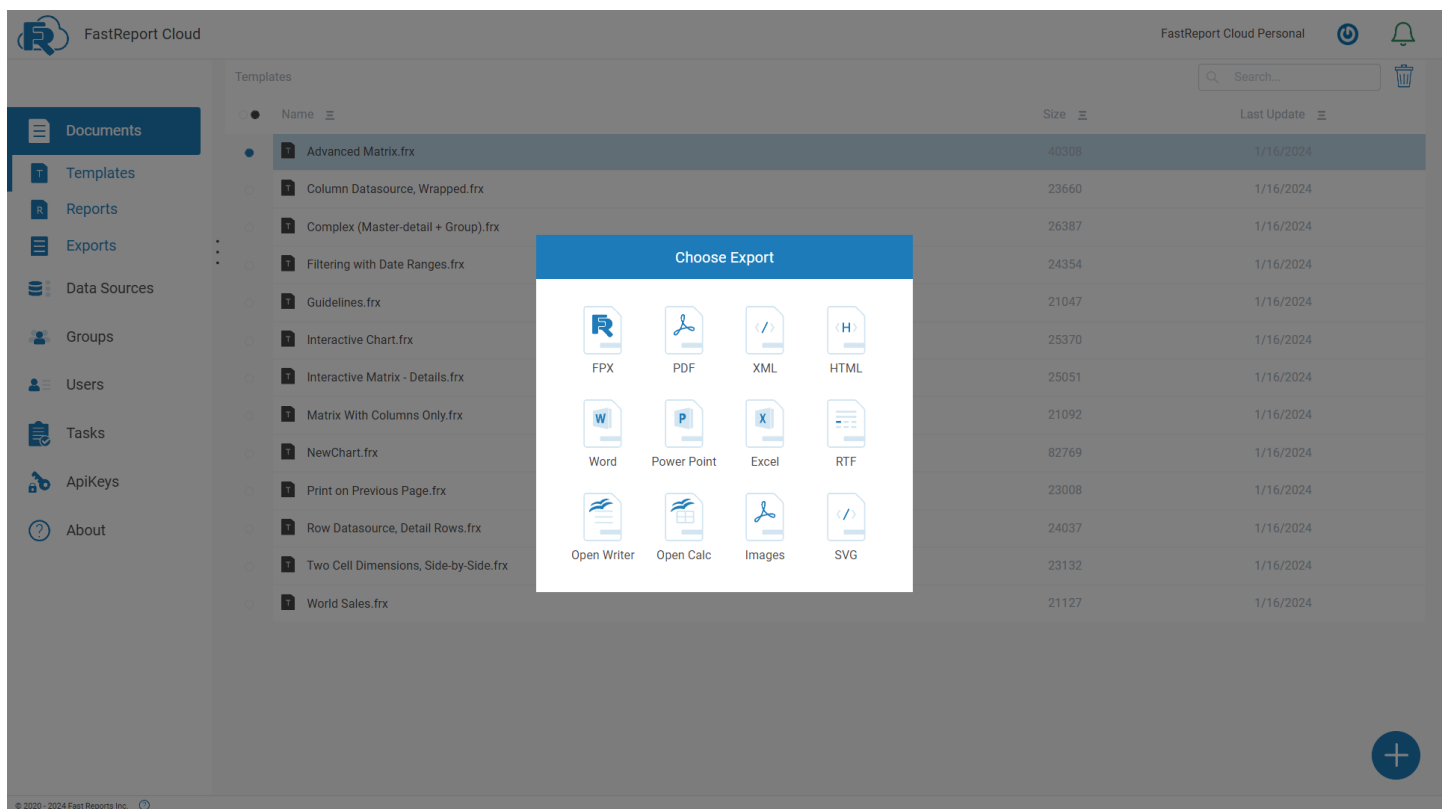 FastReport Cloud
FastReport Cloud Personal
Templates
Search...
Documents
Templates
Reports
Exports
Data Sources
Groups
Users
Tasks
ApiKeys
About
Name Size Last Update
Advanced Matrix.frx 40308 1/16/2024
Column Datasource, Wrapped.frx 23660 1/16/2024
Complex (Master-detail + Group).frx 26387 1/16/2024
Filtering with Date Ranges.frx 24354 1/16/2024
Guidelines.frx 21047 1/16/2024
Interactive Chart.frx 25370 1/16/2024
Interactive Matrix - Details.frx 25051 1/16/2024
Matrix With Columns Only.frx 21092 1/16/2024
NewChart.frx 82769 1/16/2024
Print on Previous Page.frx 23008 1/16/2024
Row Datasource, Detail Rows.frx 24037 1/16/2024
Two Cell Dimensions, Side-by-Side.frx 23132 1/16/2024
World Sales.frx 21127 1/16/2024
Choose Export
FPX PDF XML HTML
Word Power Point Excel RTF
Open Writer Open Calc Images SVG
© 2020 - 2024 Fast Reports Inc.